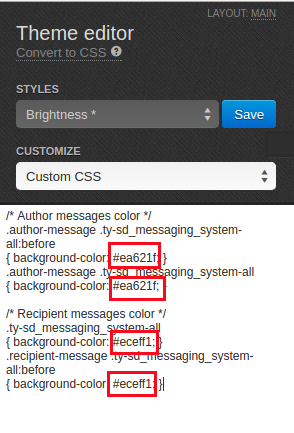 LAYOUT: MAIN
Theme editor
Convert to CSS ?
STYLES
Brightness *
Save
CUSTOMIZE
Custom CSS
/* Author messages color */
.author-message .ty-sd_messaging_system-
all:before
{ background-color: #ea621f; }
.author-message .ty-sd_messaging_system-all
{ background-color: #ea621f; }
/* Recipient messages color */
.ty-sd_messaging_system-all
{ background-color: #eceff1; }
.recipient-message .ty-sd_messaging_system-
all:before
{ background-color: #eceff1; }